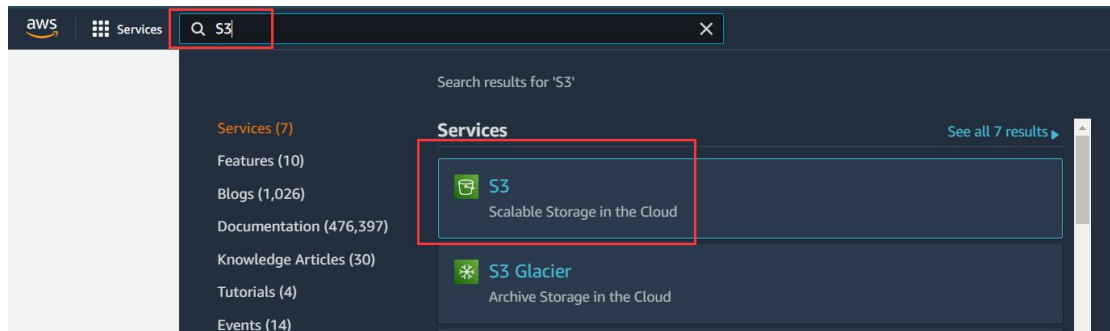 aws
Services
S3
Search results for 'S3'
Services (7)
Features (10)
Blogs (1,026)
Documentation (476,397)
Knowledge Articles (30)
Tutorials (4)
Events (14)
Services
See all 7 results
S3
Scalable Storage in the Cloud
S3 Glacier
Archive Storage in the Cloud